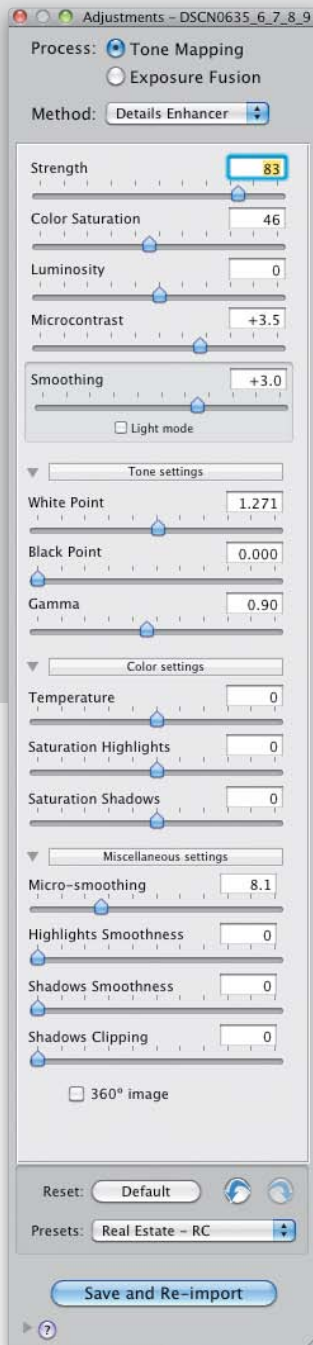 Adjustments – DSCN0635_6_7_8_9
Process: Tone Mapping
Exposure Fusion
Method: Details Enhancer
Strength 83
Color Saturation 46
Luminosity 0
Microcontrast +3.5
Smoothing +3.0
Light mode
Tone settings
White Point 1.271
Black Point 0.000
Gamma 0.90
Color settings
Temperature 0
Saturation Highlights 0
Saturation Shadows 0
Miscellaneous settings
Micro-smoothing 8.1
Highlights Smoothness 0
Shadows Smoothness 0
Shadows Clipping 0
360° image
Reset: Default
Presets: Real Estate – RC
Save and Re-import
?